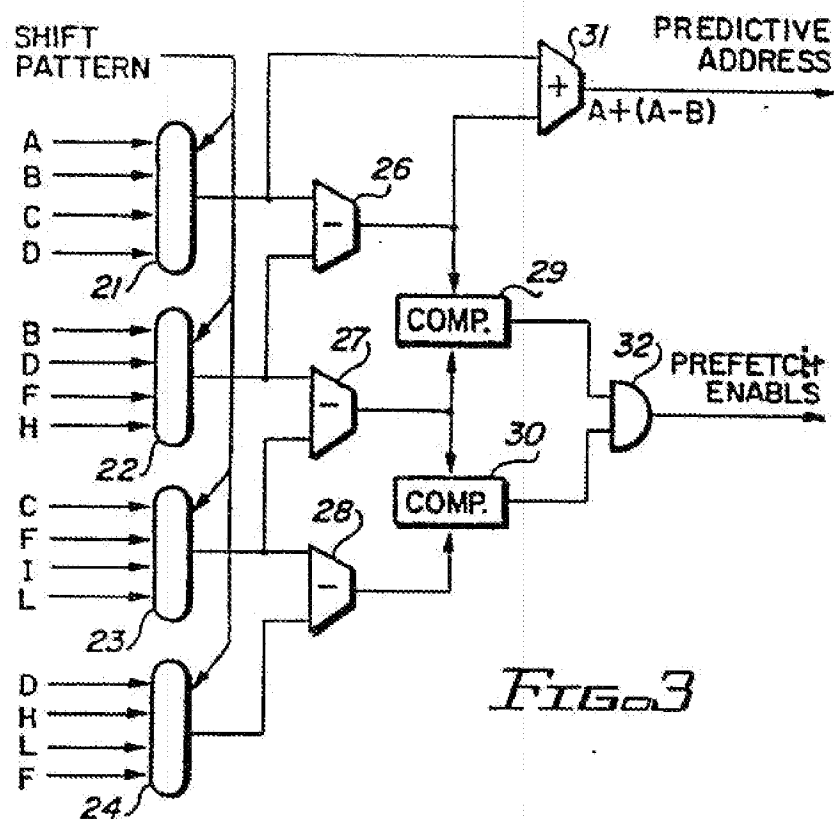 SHIFT
PATTERN
31
PREDICTIVE
ADDRESS
+
A+(A-B)
A
B
C
D
21
26
−
29
COMP.
B
D
F
H
22
27
−
32
PREFETCH
ENABLS
30
COMP.
C
F
I
L
23
28
−
D
H
L
F
24
FIG. 3